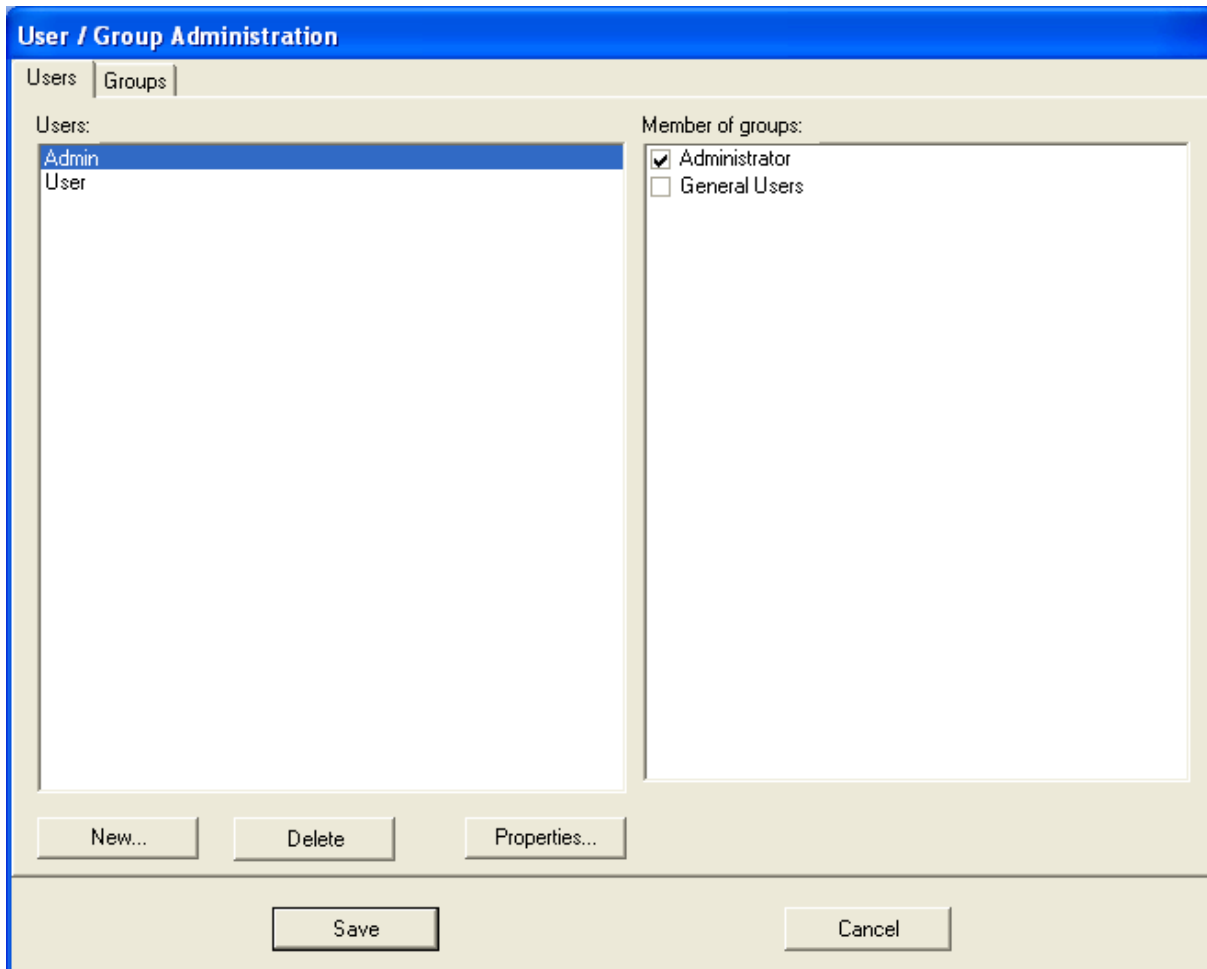 User / Group Administration
Users
Groups
Users:
Admin
User
Member of groups:
Administrator
General Users
New...
Delete
Properties...
Save
Cancel